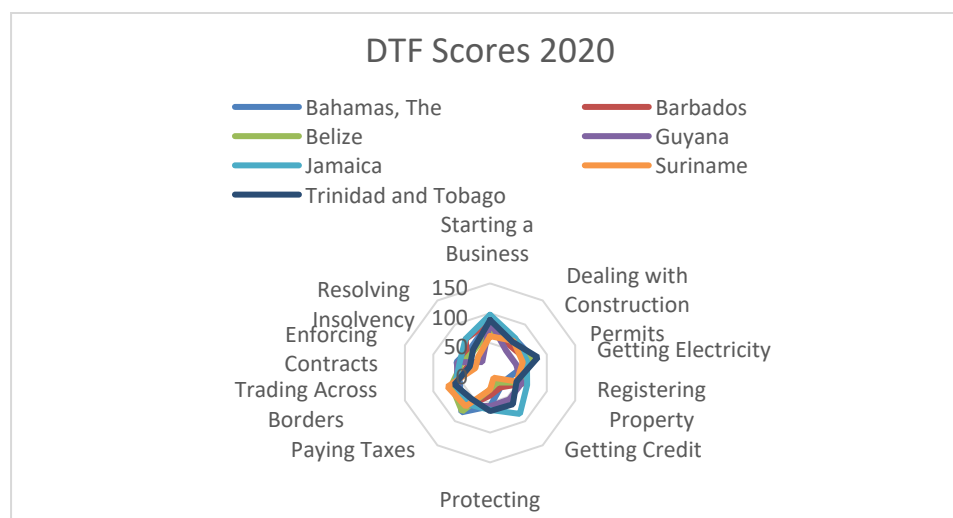 DTF Scores 2020
Bahamas, The
Barbados
Belize
Guyana
Jamaica
Suriname
Trinidad and Tobago
Starting a
Business
Dealing with
Construction
Permits
Getting Electricity
Registering
Property
Getting Credit
Protecting
Paying Taxes
Trading Across
Borders
Enforcing
Contracts
Resolving
Insolvency
150
100
50
0